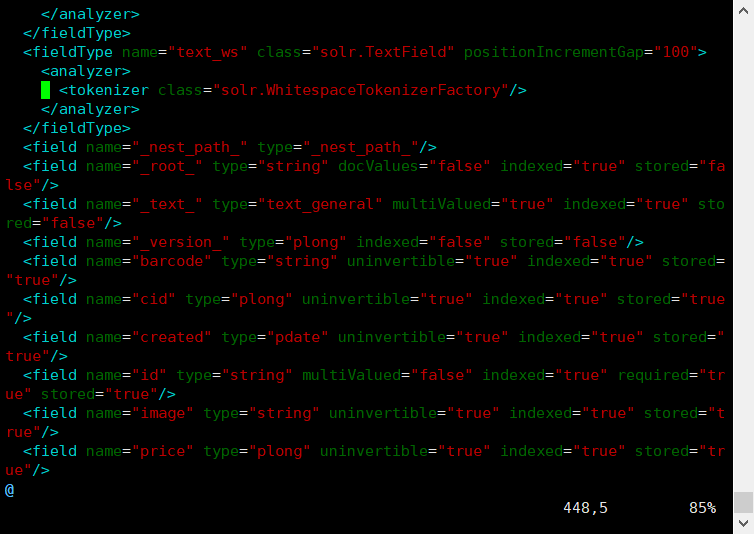 </analyzer>
  </fieldType>
  <fieldType name="text_ws" class="solr.TextField" positionIncrementGap="100">
    <analyzer>
      <tokenizer class="solr.WhitespaceTokenizerFactory"/>
    </analyzer>
  </fieldType>
  <field name="_nest_path_" type="_nest_path_"/>
  <field name="_root_" type="string" docValues="false" indexed="true" stored="fa
lse"/>
  <field name="_text_" type="text_general" multiValued="true" indexed="true" sto
red="false"/>
  <field name="_version_" type="plong" indexed="false" stored="false"/>
  <field name="barcode" type="string" uninvertible="true" indexed="true" stored=
"true"/>
  <field name="cid" type="plong" uninvertible="true" indexed="true" stored="true
"/>
  <field name="created" type="pdate" uninvertible="true" indexed="true" stored="
true"/>
  <field name="id" type="string" multiValued="false" indexed="true" required="tr
ue" stored="true"/>
  <field name="image" type="string" uninvertible="true" indexed="true" stored="t
rue"/>
  <field name="price" type="plong" uninvertible="true" indexed="true" stored="tr
ue"/>
@
448,5 85%